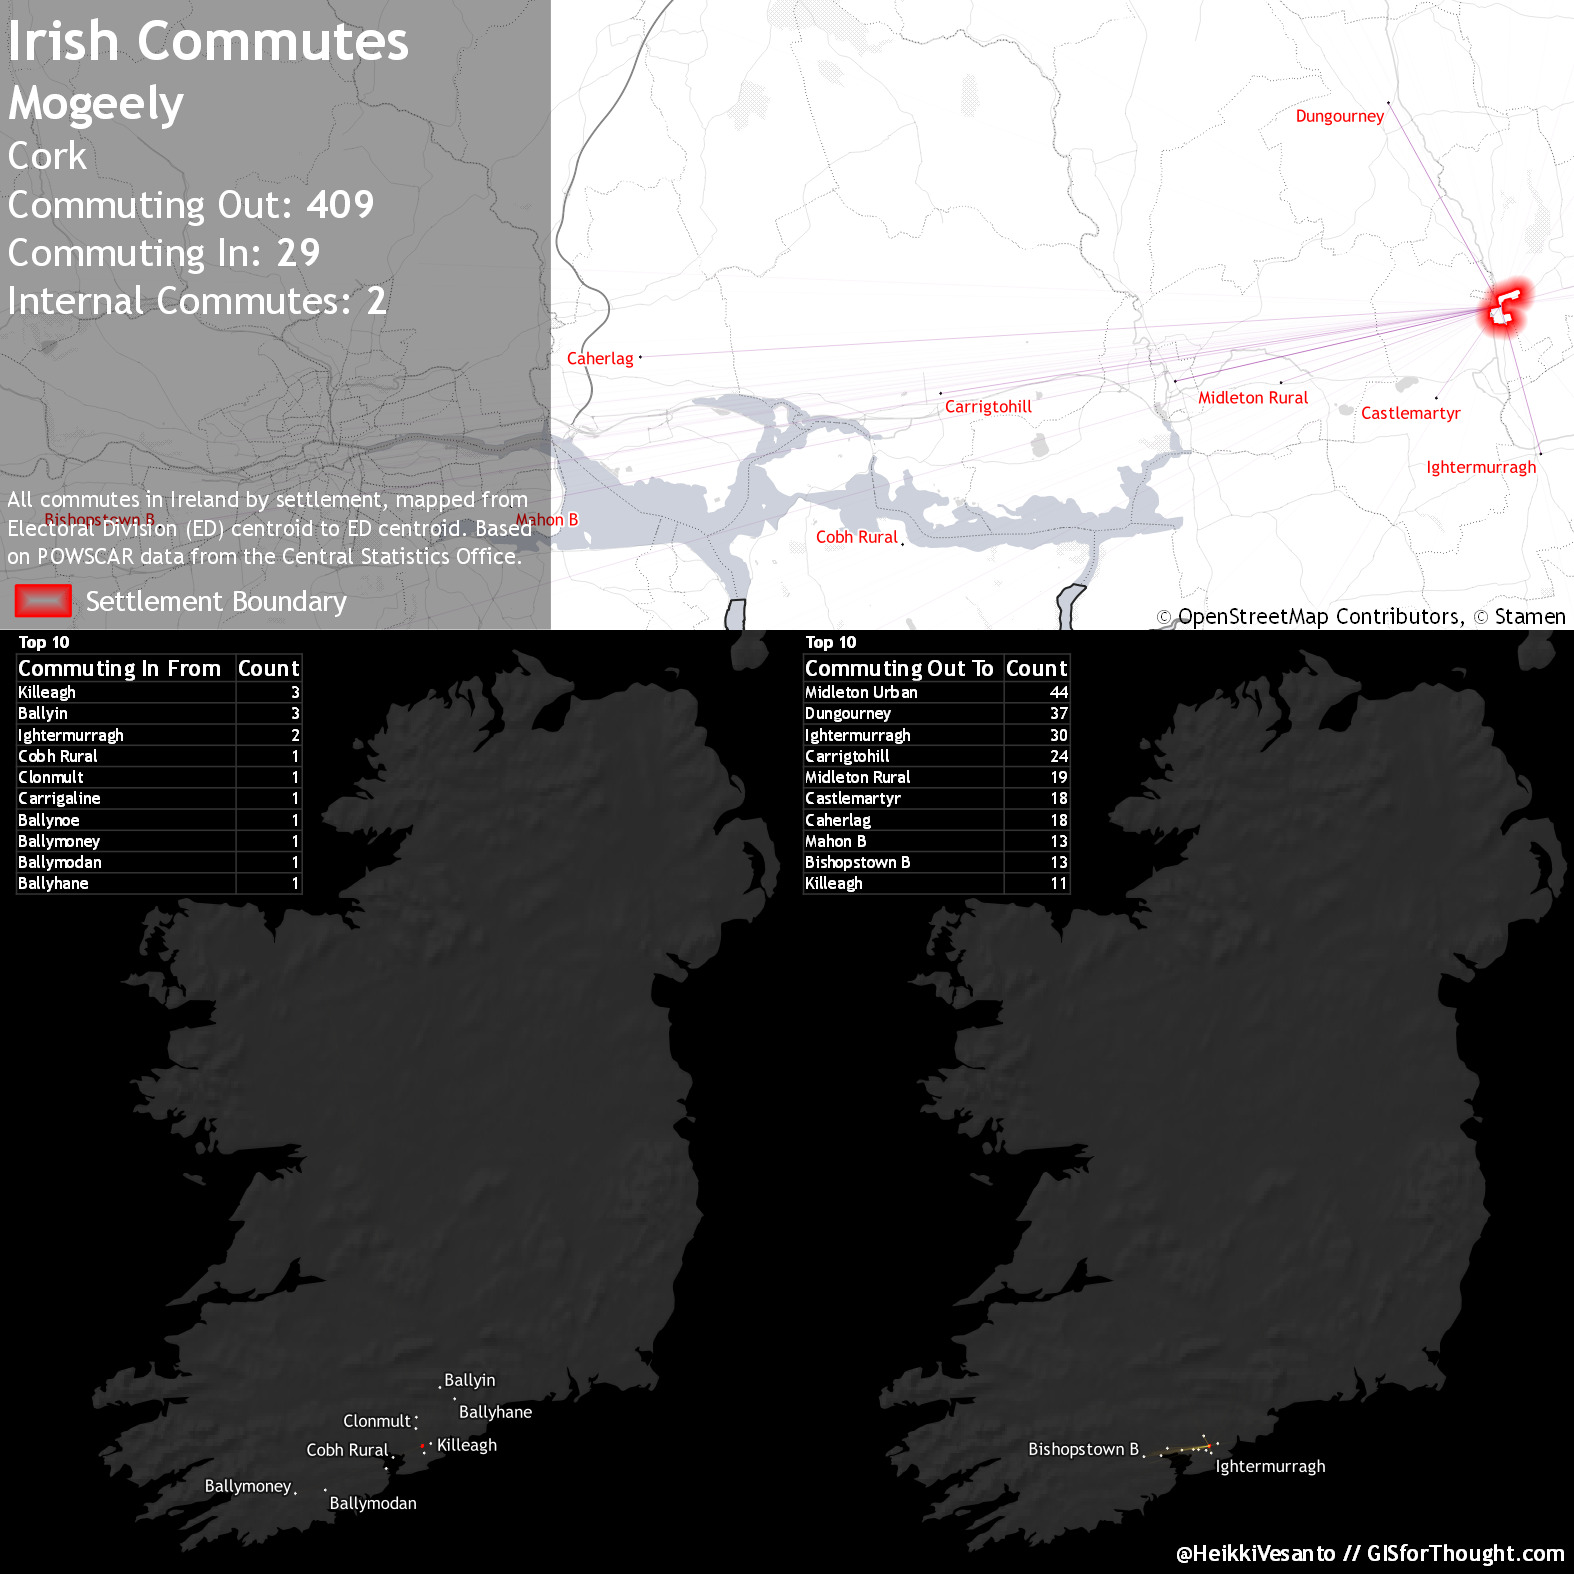 Irish Commutes
Mogeely
Cork
Commuting Out: 409
Commuting In: 29
Internal Commutes: 2
All commutes in Ireland by settlement, mapped from
Electoral Division (ED) centroid to ED centroid. Based
on POWSCAR data from the Central Statistics Office.
Settlement Boundary
Dungourney
Caherlag
Carrigtohill
Midleton Rural
Castlemartyr
Ightermurragh
Bishopstown B
Mahon B
Cobh Rural
© OpenStreetMap Contributors, © Stamen
Top 10
Commuting In From Count
Killeagh 3
Ballyin 3
Ightermurragh 2
Cobh Rural 1
Clonmult 1
Carrigaline 1
Ballynoe 1
Ballymoney 1
Ballymodan 1
Ballyhane 1
Top 10
Commuting Out To Count
Midleton Urban 44
Dungourney 37
Ightermurragh 30
Carrigtohill 24
Midleton Rural 19
Castlemartyr 18
Caherlag 18
Mahon B 13
Bishopstown B 13
Killeagh 11
Ballyin
Ballyhane
Clonmult
Killeagh
Cobh Rural
Ballymoney
Ballymodan
Bishopstown B
Ightermurragh
@HeikkiVesanto // GISforThought.com